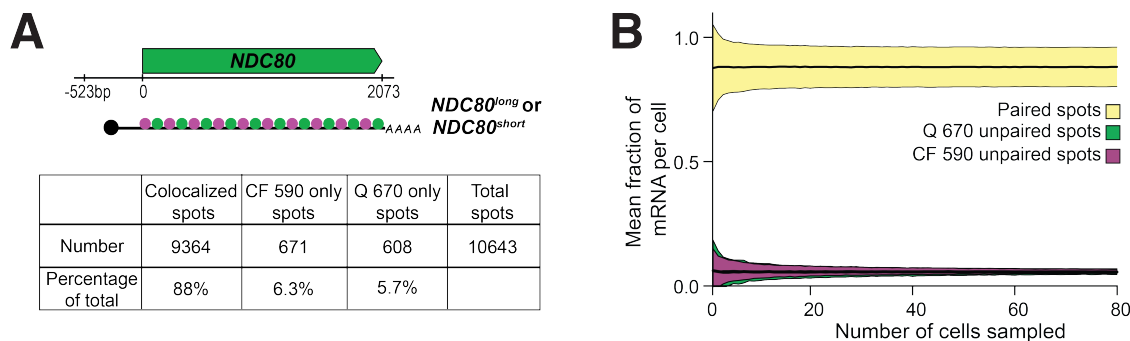 A
NDC80
-523bp 0 2073
NDC80long or
NDC80short
AAAA
Colocalized spots CF 590 only spots Q 670 only spots Total spots
Number 9364 671 608 10643
Percentage of total 88% 6.3% 5.7%
B
Mean fraction of
mRNA per cell
1.0
0.5
0.0
Paired spots
Q 670 unpaired spots
CF 590 unpaired spots
0 20 40 60 80
Number of cells sampled